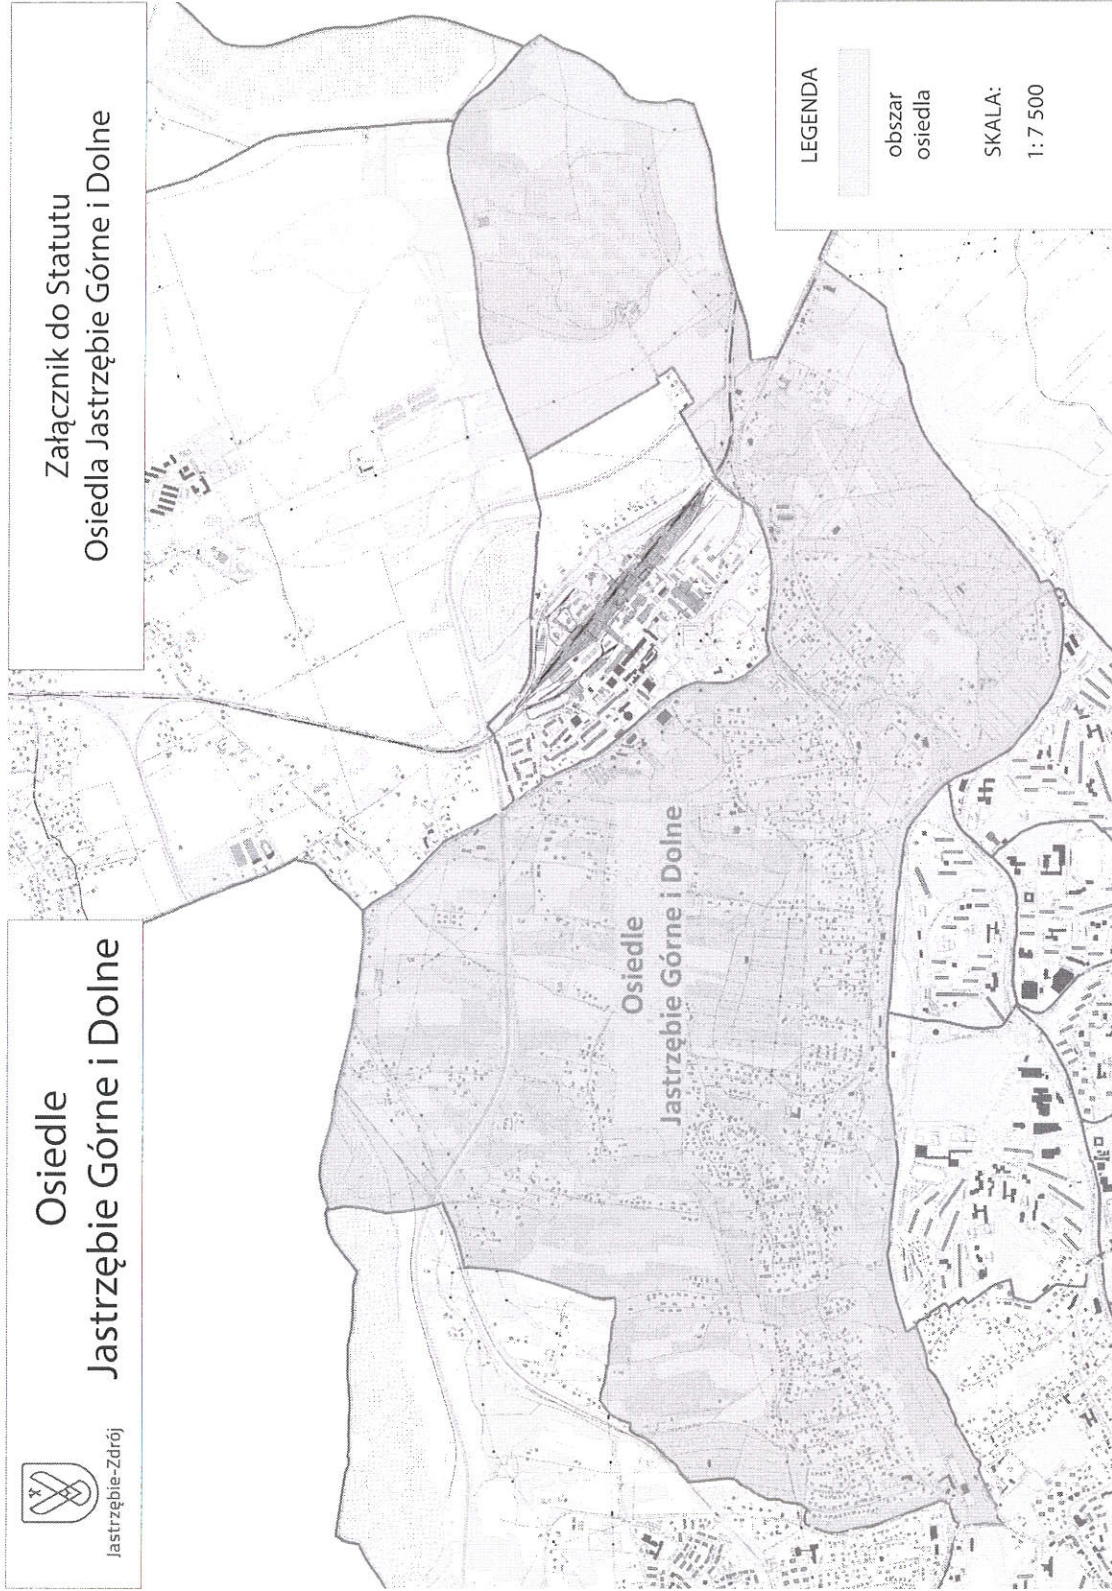 Jastrzębie-Zdrój
Osiedle
Jastrzębie Górne i Dolne
Załącznik do Statutu
Osiedla Jastrzębie Górne i Dolne
Osiedle
Jastrzębie Górne i Dolne
LEGENDA
obszar
osiedla
SKALA:
1: 7 500